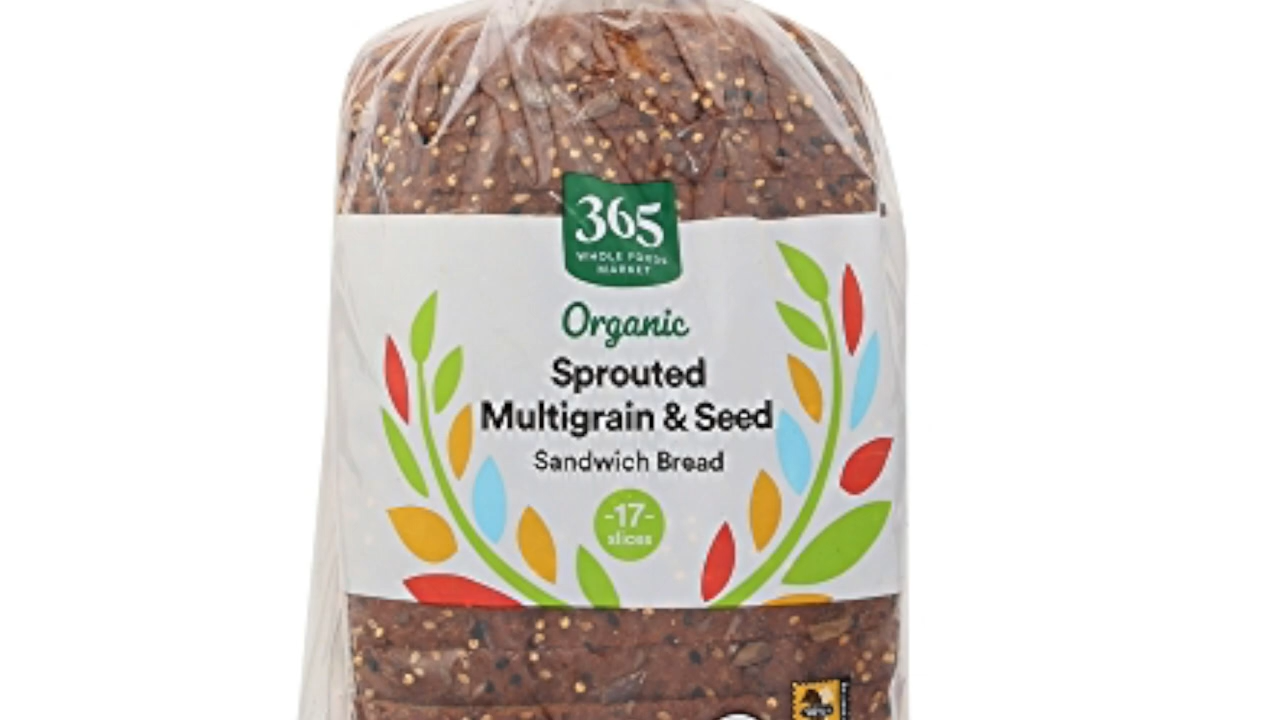 365
WHOLE FOODS
MARKET
Organic
Sprouted
Multigrain & Seed
Sandwich Bread
-17-
slices